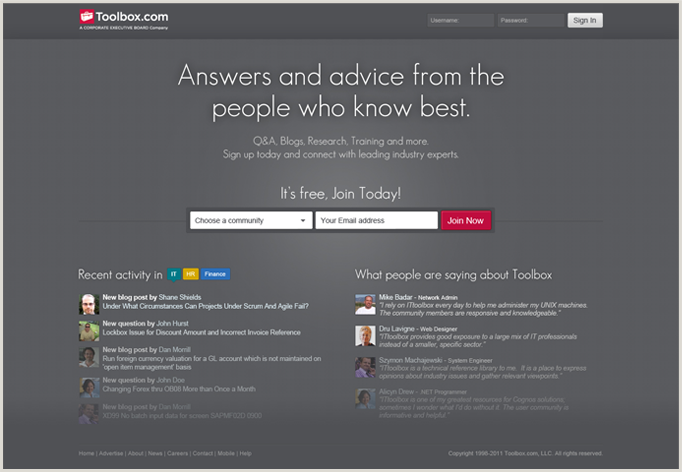 Toolbox.com
A CORPORATE EXECUTIVE BOARD Company
Username:
Password:
Sign In
Answers and advice from the
people who know best.
Q&A, Blogs, Research, Training and more.
Sign up today and connect with leading industry experts.
It's free, Join Today!
Choose a community
Your Email address
Join Now
Recent activity in IT HR Finance
New blog post by Shane Shields
Under What Circumstances Can Projects Under Scrum And Agile Fail?
New question by John Hurst
Lockbox Issue for Discount Amount and Incorrect Invoice Reference
New blog post by Dan Morrill
Run foreign currency valuation for a GL account which is not maintained on
'open item management' basis
New question by John Doe
Changing Forex thru OB08 More than Once a Month
New blog post by Dan Morrill
XD99 No batch input data for screen SAPMF02D 0900
What people are saying about Toolbox
Mike Badar - Network Admin
"I rely on ITtoolbox every day to help me administer my UNIX machines.
The community members are responsive and knowledgeable."
Dru Lavigne - Web Designer
"ITtoolbox provides good exposure to a large mix of IT professionals
instead of a smaller, specific sector."
Szymon Machajewski - System Engineer
"ITtoolbox is a technical reference library to me. It is a place to express
opinions about industry issues and gather relevant viewpoints."
Drew - .NET Programmer
"ITtoolbox is one of my greatest resources for Cognos solutions;
sometimes I wonder what I'd do without it. The user community is
informative and helpful."
Home | Advertise | About | News | Careers | Contact | Mobile | Help
Copyright 1998-2011 Toolbox.com, LLC. All rights reserved.